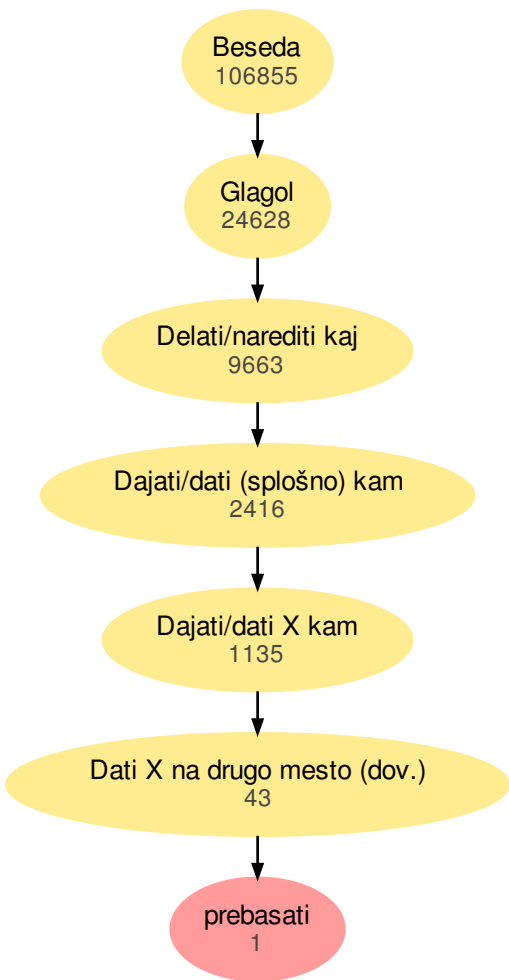 Beseda
106855
Glagol
24628
Delati/narediti kaj
9663
Dajati/dati (splošno) kam
2416
Dajati/dati X kam
1135
Dati X na drugo mesto (dov.)
43
prebasati
1